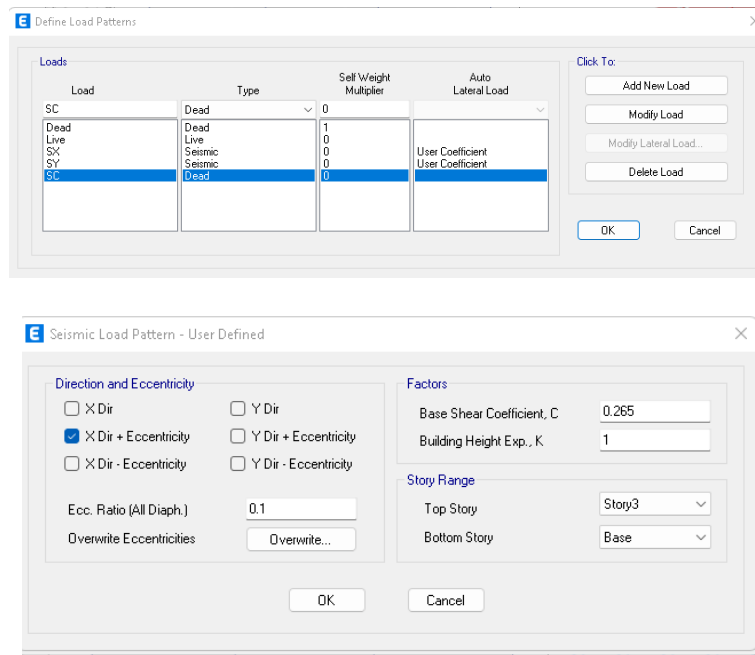 E Define Load Patterns
Loads
Click To:
Load Type Self Weight Multiplier Auto Lateral Load
SC Dead 0
Dead Dead 1
Live Live 0
SX Seismic 0 User Coefficient
SY Seismic 0 User Coefficient
SC Dead 0
Add New Load
Modify Load
Modify Lateral Load...
Delete Load
OK Cancel
E Seismic Load Pattern - User Defined
Direction and Eccentricity
X Dir Y Dir
X Dir + Eccentricity Y Dir + Eccentricity
X Dir - Eccentricity Y Dir - Eccentricity
Ecc. Ratio (All Diaph.) 0.1
Overwrite Eccentricities Overwrite...
Factors
Base Shear Coefficient, C 0.265
Building Height Exp., K 1
Story Range
Top Story Story3
Bottom Story Base
OK Cancel